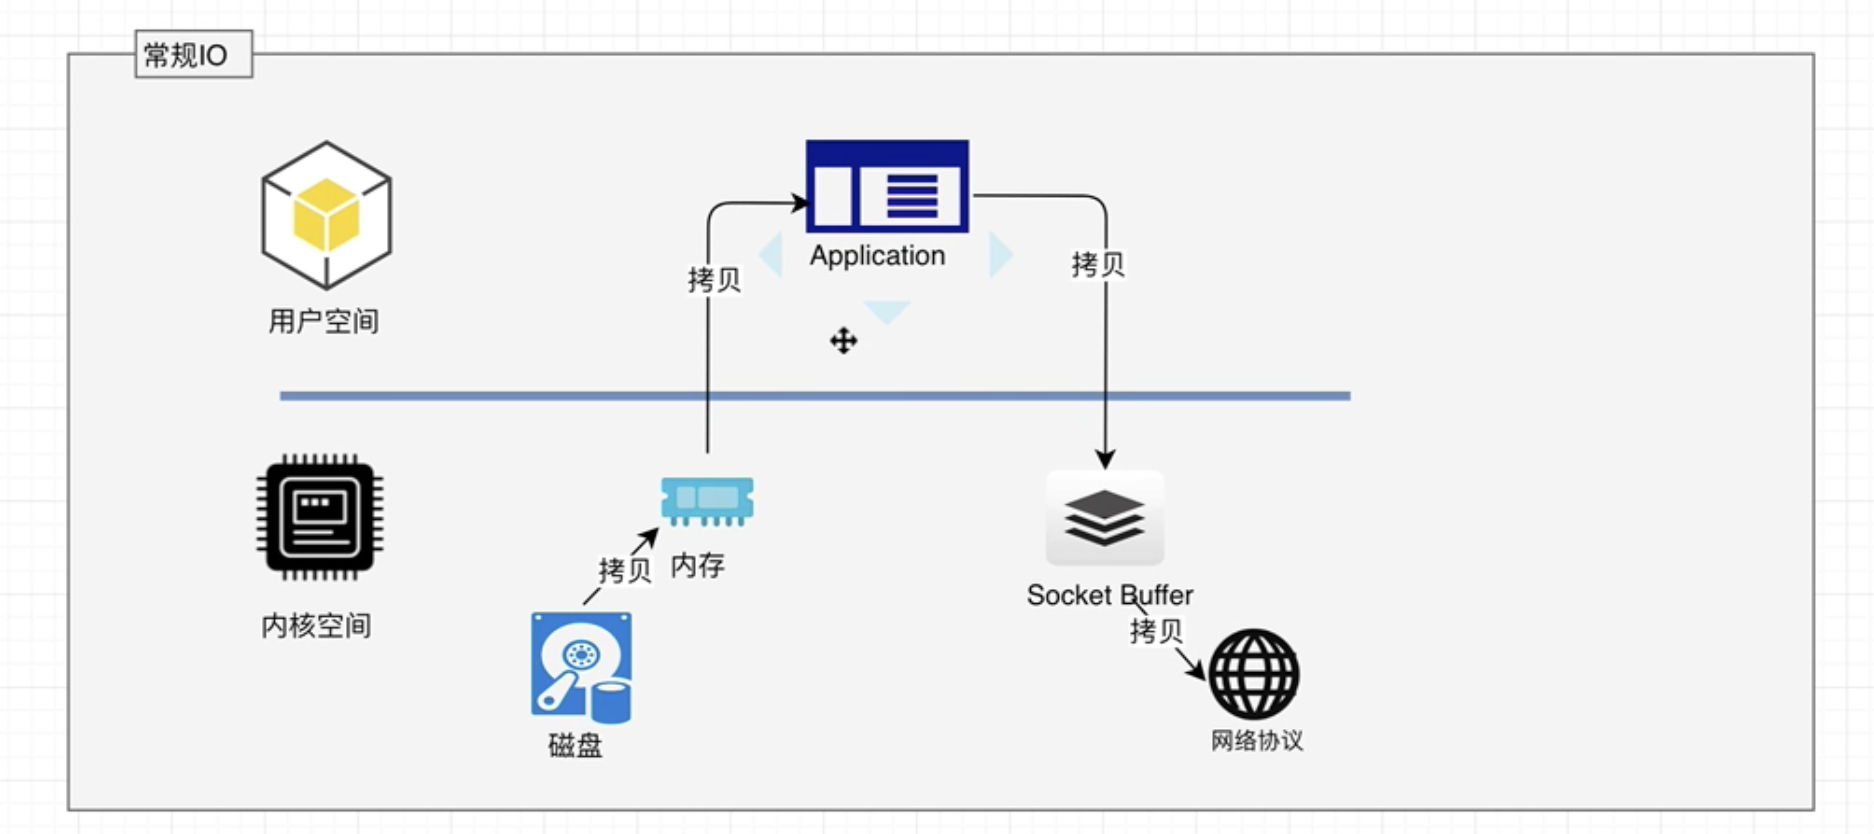 常规IO
Application
拷贝
拷贝
用户空间
内存
拷贝
Socket Buffer
内核空间
拷贝
磁盘
网络协议